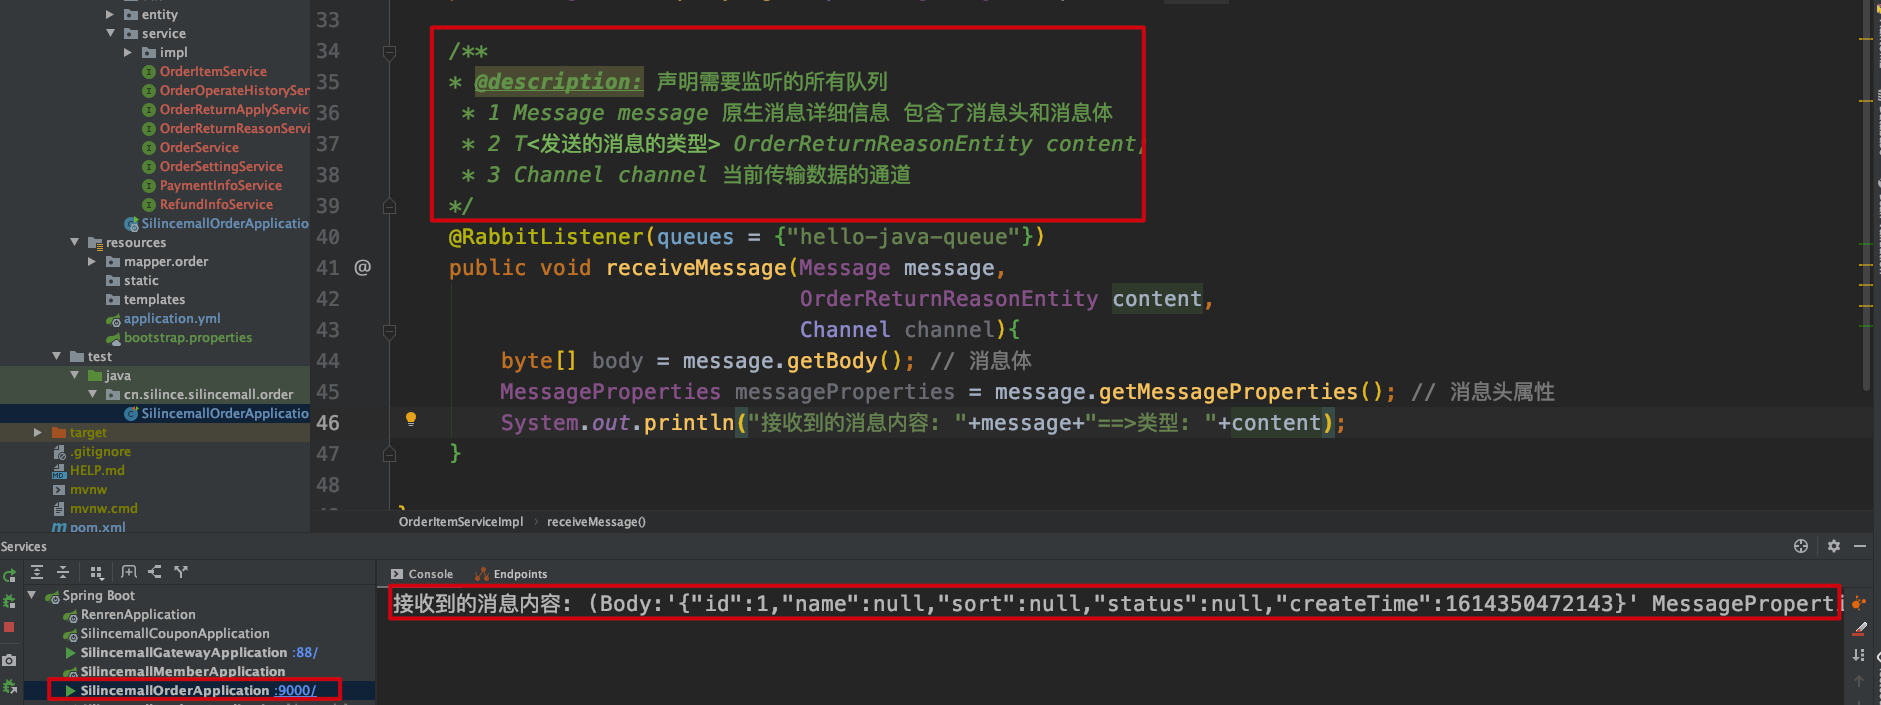 entity
service
impl
OrderItemService
OrderOperateHistorySer
OrderReturnApplyServic
OrderReturnReasonServi
OrderService
OrderSettingService
PaymentInfoService
RefundInfoService
SilincemallOrderApplicatio
resources
mapper.order
static
templates
application.yml
bootstrap.properties
test
java
cn.silince.silincemall.order
SilincemallOrderApplicatio
target
.gitignore
HELP.md
mvnw
mvnw.cmd
pom.xml
33
34 /**
35 * @description: 声明需要监听的所有队列
36 * 1 Message message 原生消息详细信息 包含了消息头和消息体
37 * 2 T<发送的消息的类型> OrderReturnReasonEntity content;
38 * 3 Channel channel 当前传输数据的通道
39 */
40 @RabbitListener(queues = {"hello-java-queue"})
41 @ public void receiveMessage(Message message,
42 OrderReturnReasonEntity content,
43 Channel channel){
44 byte[] body = message.getBody(); // 消息体
45 MessageProperties messageProperties = message.getMessageProperties(); // 消息头属性
46 System.out.println("接收到的消息内容: "+message+"==>类型: "+content);
47 }
48
OrderItemServiceImpl › receiveMessage()
Services
Console Endpoints
Spring Boot
RenrenApplication
SilincemallCouponApplication
SilincemallGatewayApplication :88/
SilincemallMemberApplication
SilincemallOrderApplication :9000/
接收到的消息内容: (Body:'{"id":1,"name":null,"sort":null,"status":null,"createTime":1614350472143}' MessageProperti